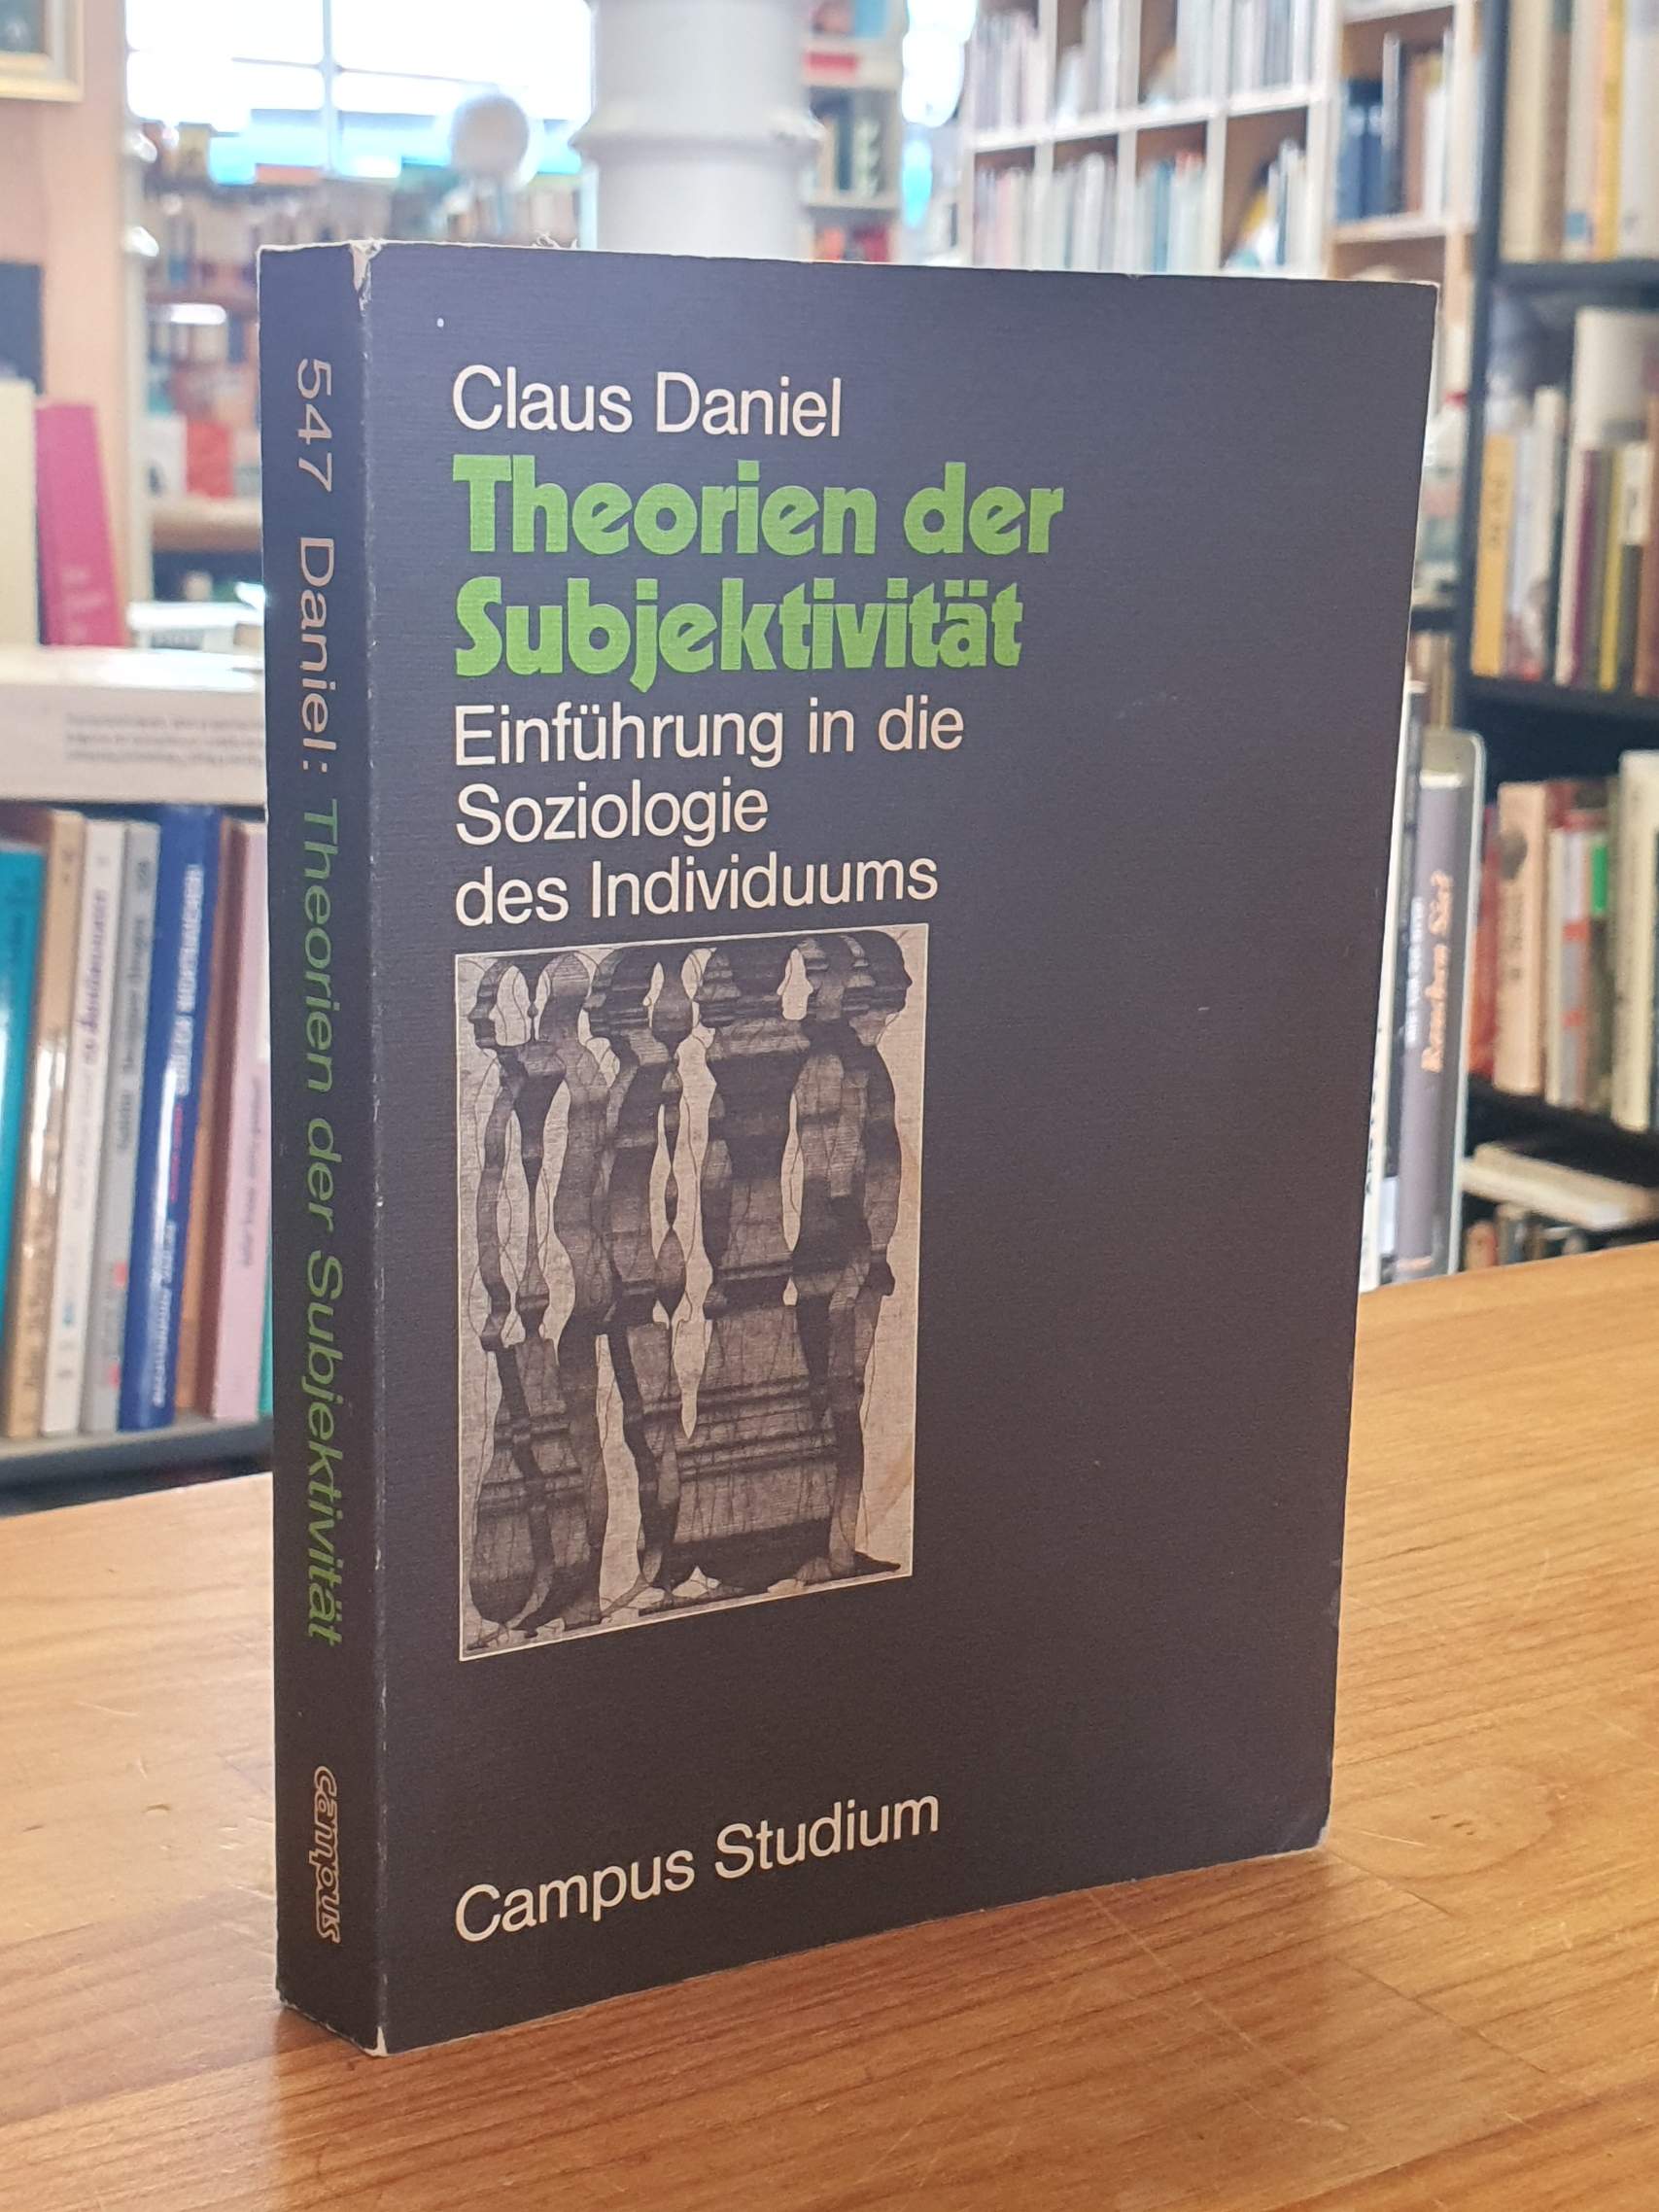 Claus Daniel
Theorien der
Subjektivität
Einführung in die
Soziologie
des Individuums
Campus Studium
547 Daniel: Theorien der Subjektivität
Campus